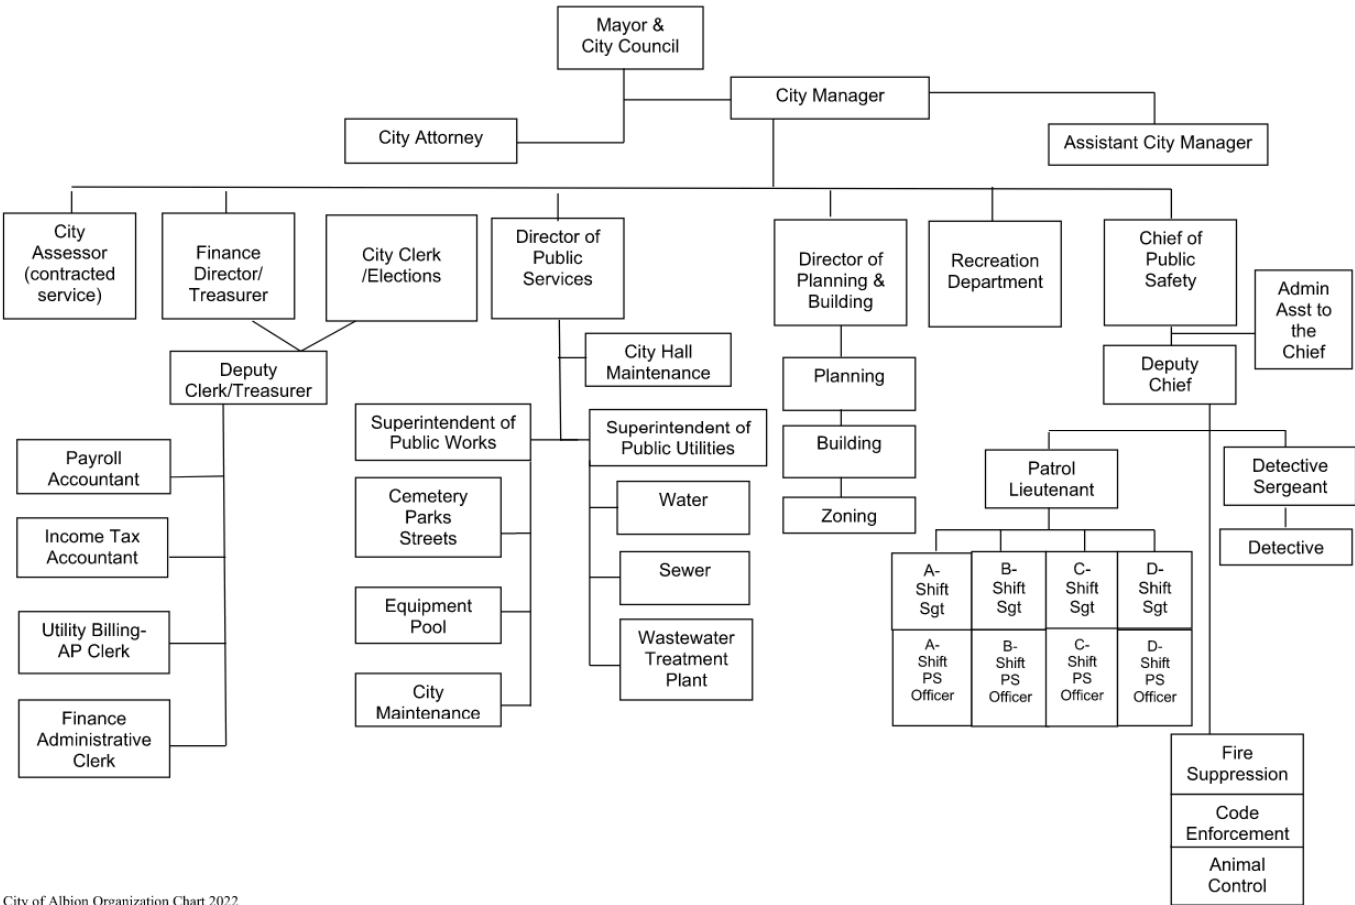 Mayor &
City Council
City Manager
City Attorney
Assistant City Manager
City
Assessor
(contracted
service)
Finance
Director/
Treasurer
City Clerk
/Elections
Director of
Public
Services
Director of
Planning &
Building
Recreation
Department
Chief of
Public
Safety
Admin
Asst to
the
Chief
Deputy
Clerk/Treasurer
City Hall
Maintenance
Planning
Deputy
Chief
Superintendent of
Public Works
Superintendent of
Public Utilities
Building
Payroll
Accountant
Patrol
Lieutenant
Detective
Sergeant
Cemetery
Parks
Streets
Water
Zoning
Income Tax
Accountant
Detective
Sewer
A-
Shift
Sgt
B-
Shift
Sgt
C-
Shift
Sgt
D-
Shift
Sgt
Equipment
Pool
Utility Billing-
AP Clerk
Wastewater
Treatment
Plant
A-
Shift
PS
Officer
B-
Shift
PS
Officer
C-
Shift
PS
Officer
D-
Shift
PS
Officer
City
Maintenance
Finance
Administrative
Clerk
Fire
Suppression
Code
Enforcement
Animal
Control
City of Albion Organization Chart 2022